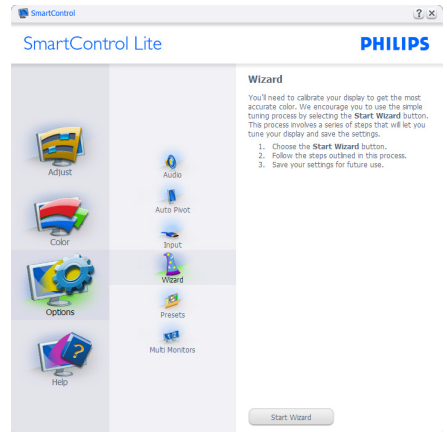 SmartControl
SmartControl Lite
PHILIPS
Adjust
Color
Options
Help
Audio
Auto Pivot
Input
Wizard
Presets
Multi Monitors
Wizard
You'll need to calibrate your display to get the most
accurate color. We encourage you to use the simple
tuning process by selecting the Start Wizard button.
This process involves a series of steps that will let you
tune your display and save the settings.
1. Choose the Start Wizard button.
2. Follow the steps outlined in this process.
3. Save your settings for future use.
Start Wizard